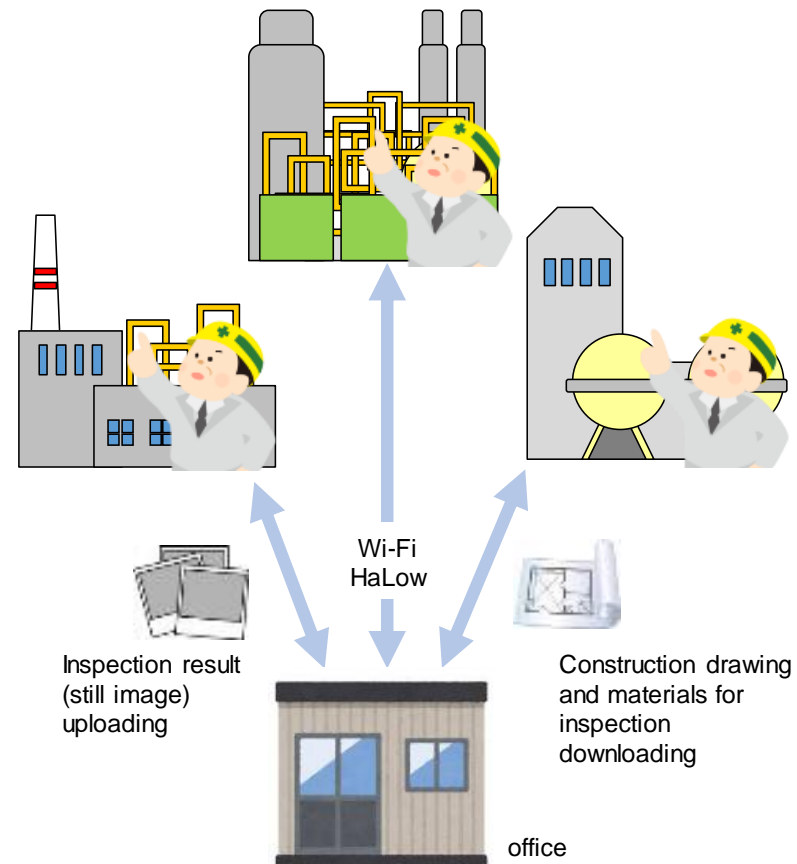 Wi-Fi
HaLow
Inspection result
(still image)
uploading
Construction drawing
and materials for
inspection
downloading
office